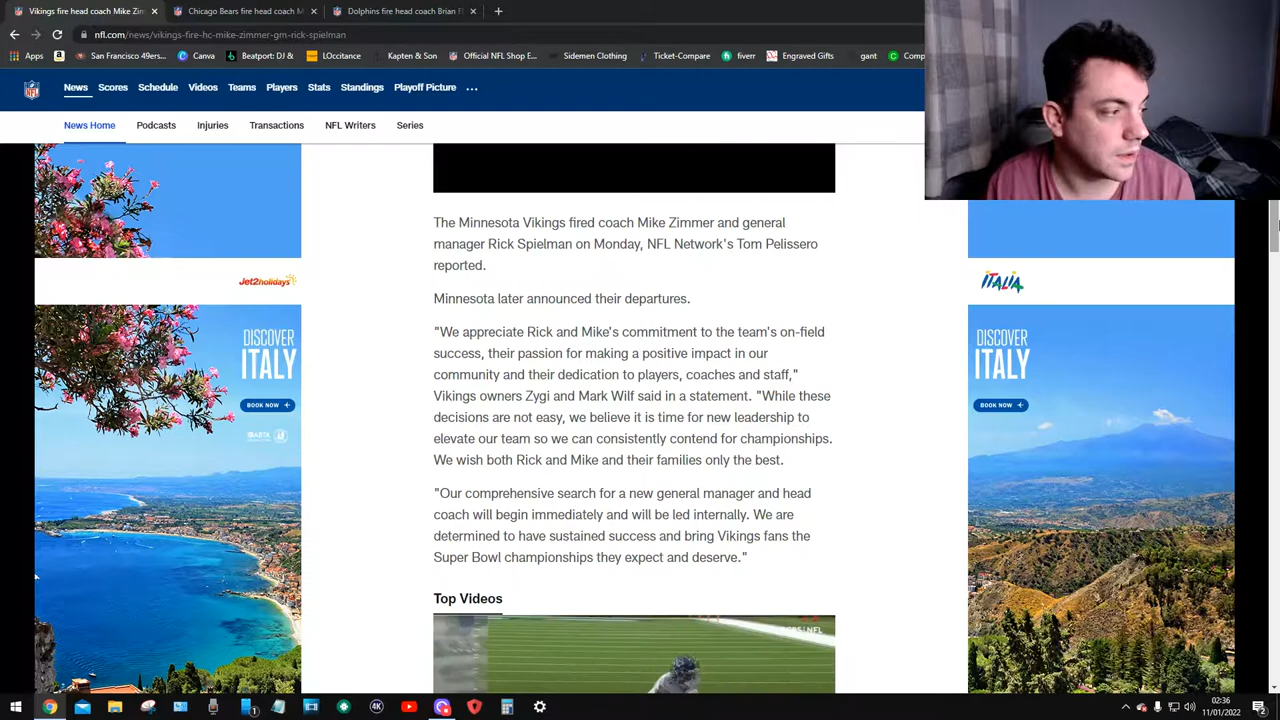 Vikings fire head coach Mike Zim
Chicago Bears fire head coach M
Dolphins fire head coach Brian F
nfl.com/news/vikings-fire-hc-mike-zimmer-gm-rick-spielman
Apps
San Francisco 49ers...
Canva
Beatport: DJ &
LOccitance
Kapten & Son
Official NFL Shop o...
Sidemen Clothing
Ticket-Compare
fiverr
Engraved Gifts
gant
Comp
News
Scores
Schedule
Videos
Teams
Players
Stats
Standings
Playoff Picture
...
News Home
Podcasts
Injuries
Transactions
NFL Writers
Series
The Minnesota Vikings fired coach Mike Zimmer and general
manager Rick Spielman on Monday, NFL Network's Tom Pelissero
reported.
Minnesota later announced their departures.
"We appreciate Rick and Mike's commitment to the team's on-field
success, their passion for making a positive impact in our
community and their dedication to players, coaches and staff,"
Vikings owners Zygi and Mark Wilf said in a statement. "While these
decisions are not easy, we believe it is time for new leadership to
elevate our team so we can consistently contend for championships.
We wish both Rick and Mike and their families only the best.
"Our comprehensive search for a new general manager and head
coach will begin immediately and will be led internally. We are
determined to have sustained success and bring Vikings fans the
Super Bowl championships they expect and deserve."
Top Videos
NFL
Jet2holidays
DISCOVER
ITALY
BOOK NOW +
ABTA
ITALIA
DISCOVER
ITALY
BOOK NOW +
4K
02:36
11/01/2022